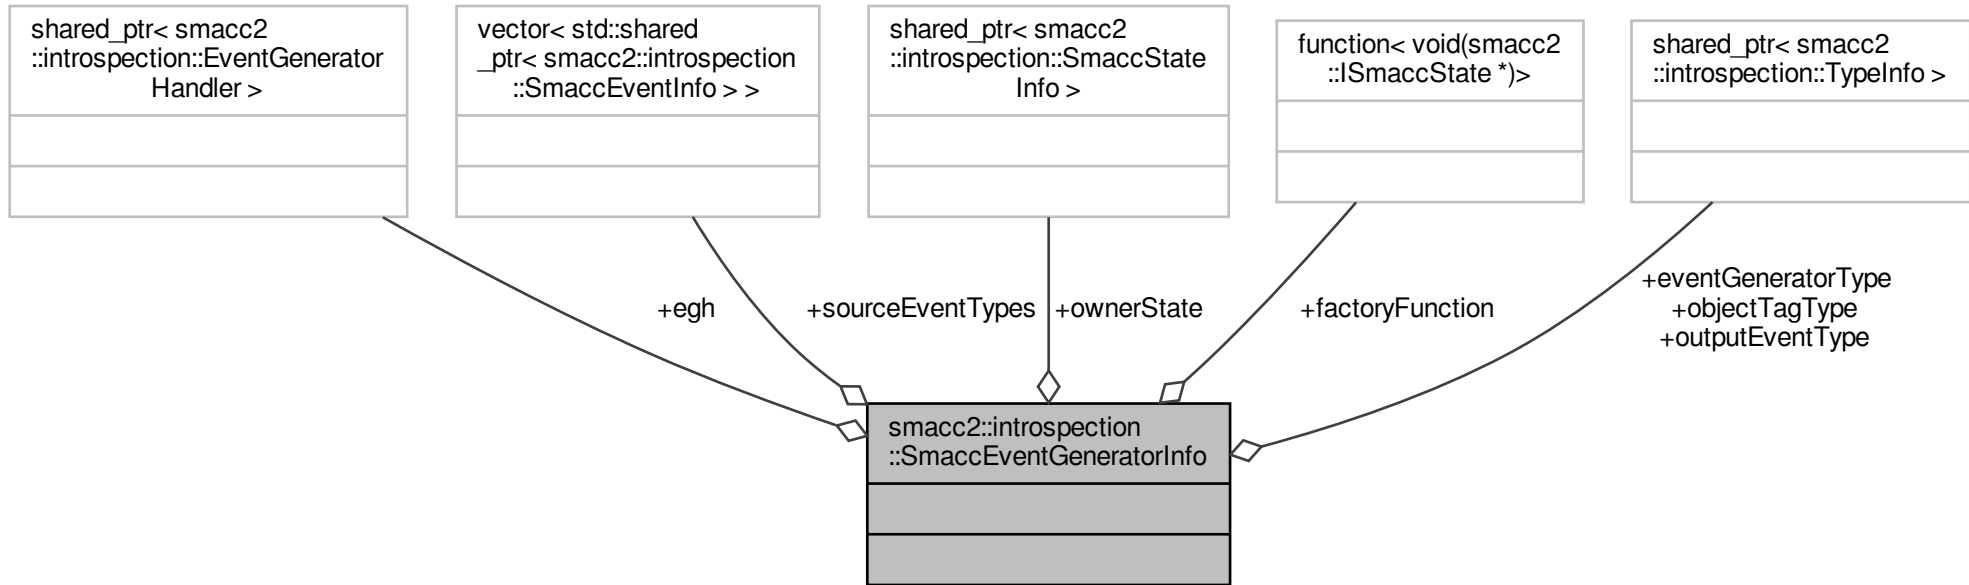 shared_ptr< smacc2
::introspection::EventGenerator
Handler >
vector< std::shared
_ptr< smacc2::introspection
::SmaccEventInfo > >
shared_ptr< smacc2
::introspection::SmaccState
Info >
function< void(smacc2
::ISmaccState *)>
shared_ptr< smacc2
::introspection::TypeInfo >
+egh
+sourceEventTypes
+ownerState
+factoryFunction
+eventGeneratorType
+objectTagType
+outputEventType
smacc2::introspection
::SmaccEventGeneratorInfo